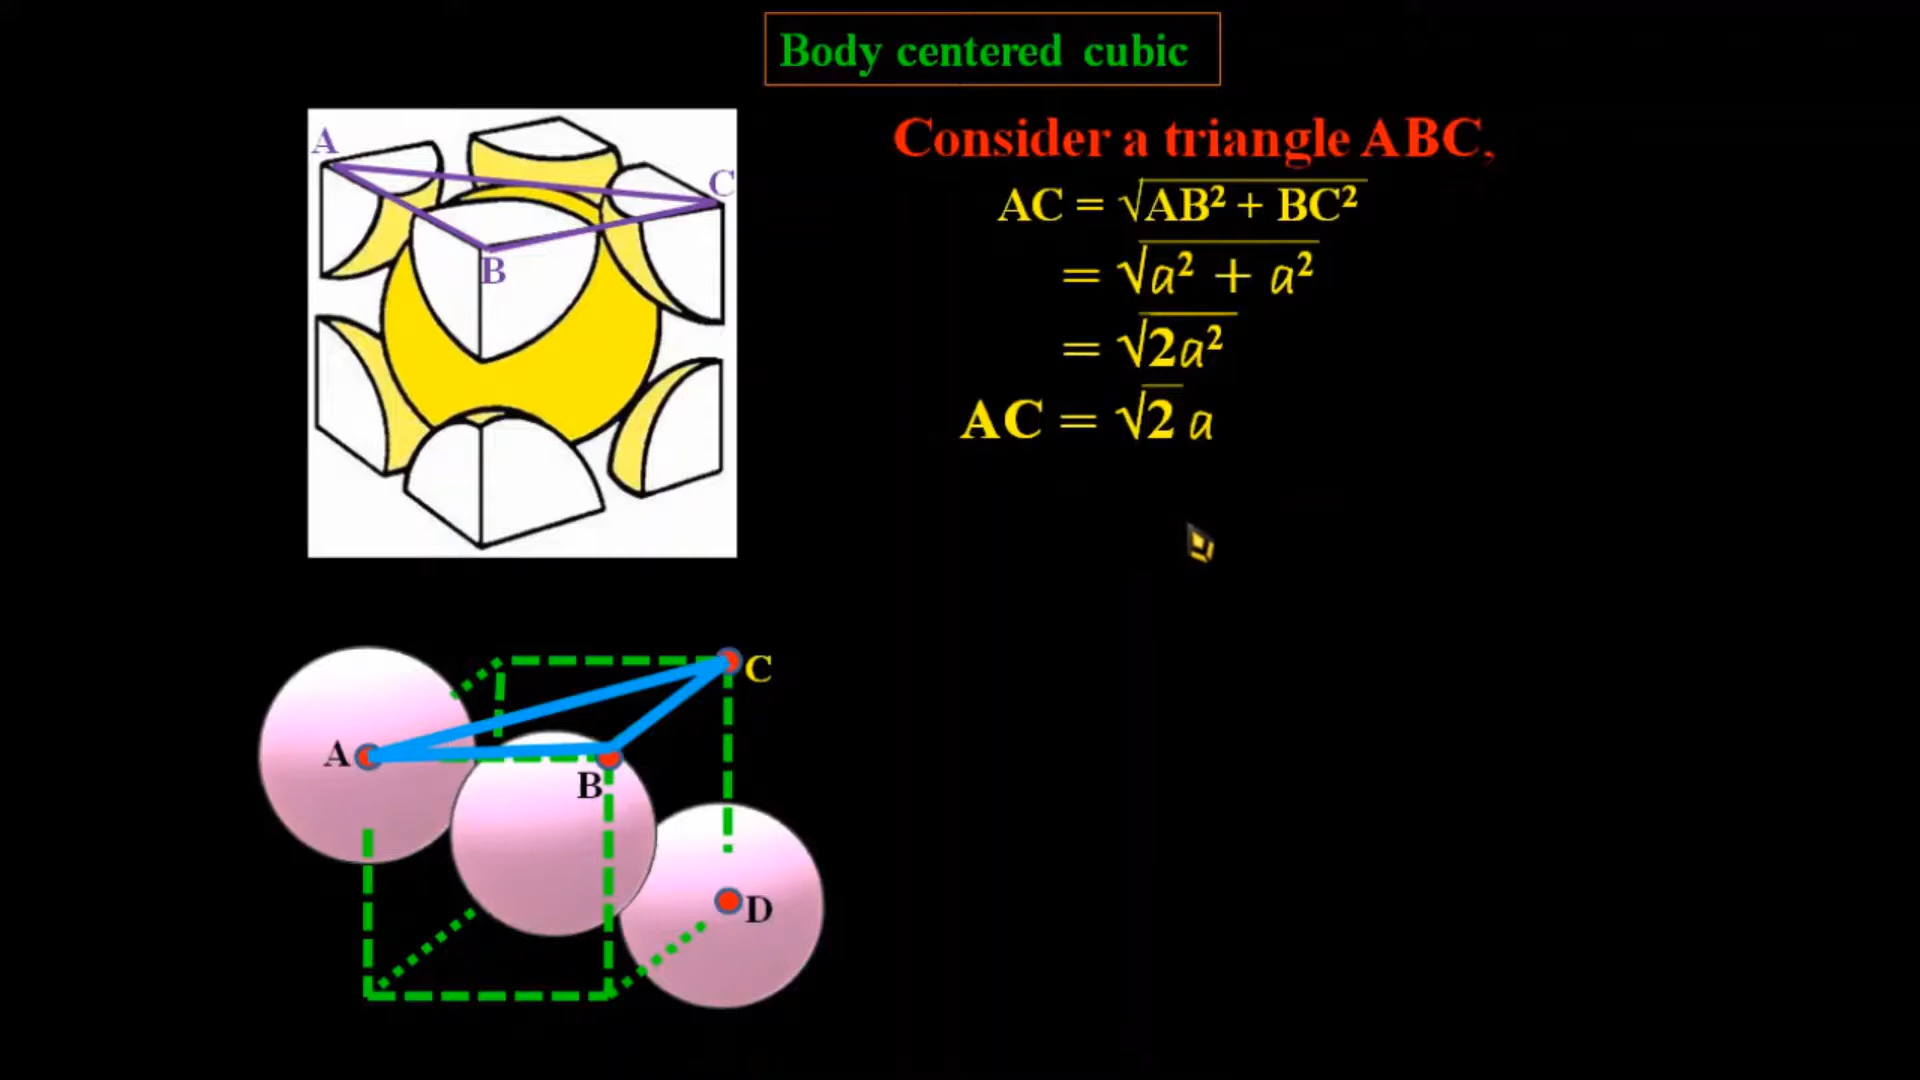 Body centered cubic
A
C
B
Consider a triangle ABC,
AC = √AB² + BC²
= √a² + a²
= √2a²
AC = √2 a
C
A
B
D